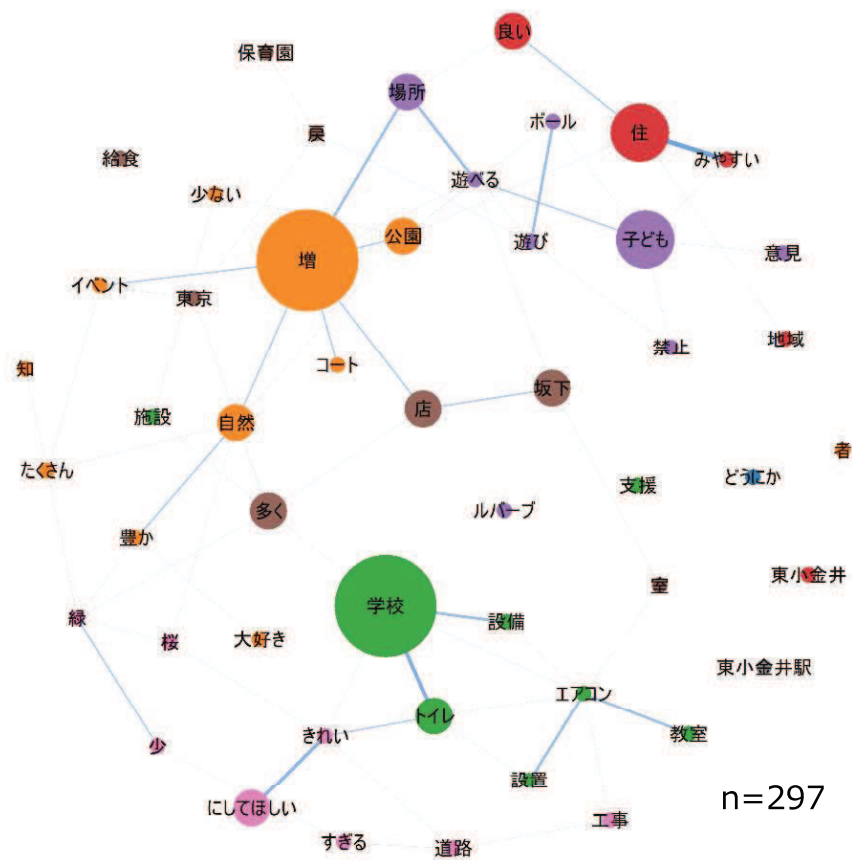 良い
保育園
場所
ボール
戻
住
給食
みやすい
遊べる
少ない
公園
遊び
子ども
増
意見
イベント
東京
地域
禁止
コート
知
坂下
店
施設
自然
者
たくさん
どうにか
支援
多く
ルバーブ
豊か
東小金井
室
学校
緑
設備
桜
大好き
東小金井駅
エアコン
トイレ
きれい
教室
少
設置
n=297
にしてほしい
工事
すぎる
道路